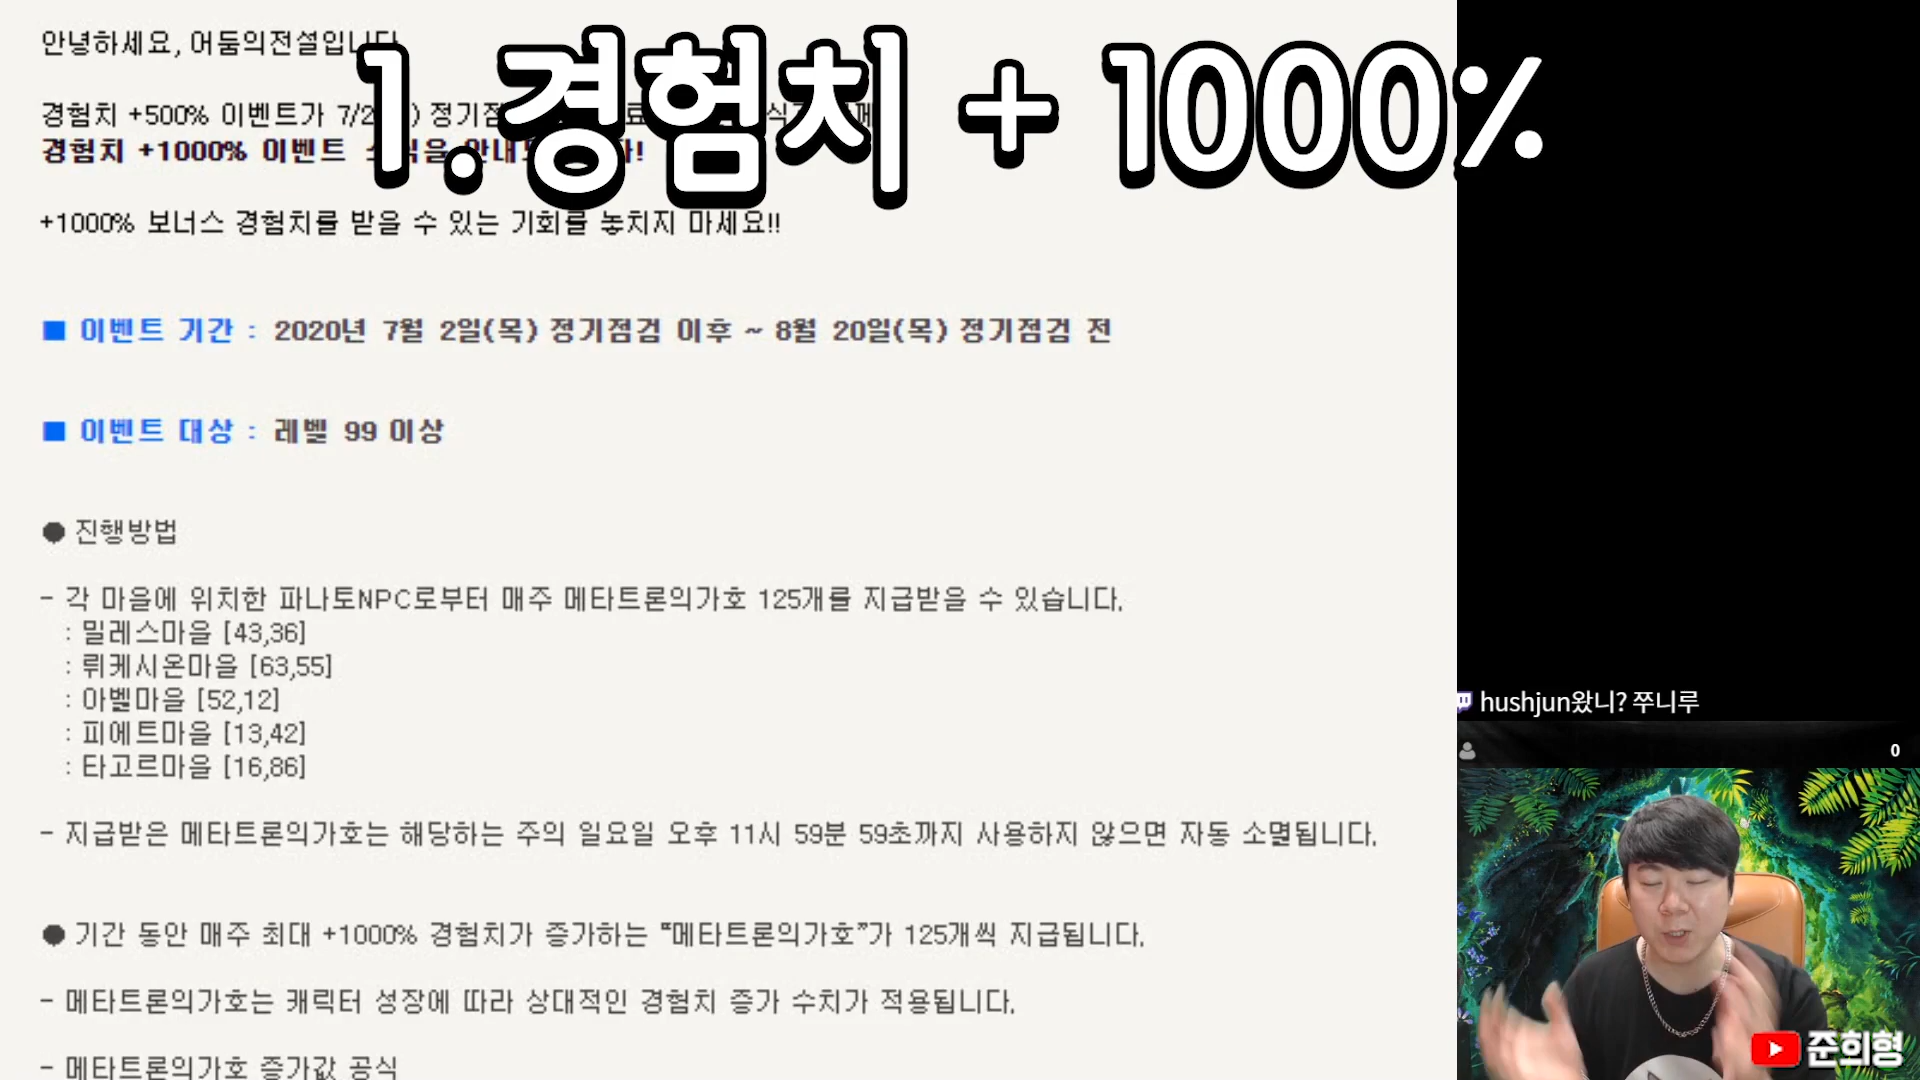 안녕하세요, 어둠의전설입니다
1.경험치 + 1000%
경험치 +500% 이벤트가 7/2 정기점
경험치 +1000% 이벤트
+1000% 보너스 경험치를 받을 수 있는 기회를 놓치지 마세요!!
■ 이벤트 기간 : 2020년 7월 2일(목) 정기점검 이후 ~ 8월 20일(목) 정기점검 전
■ 이벤트 대상 : 레벨 99 이상
● 진행방법
- 각 마을에 위치한 파나토NPC로부터 매주 메타트론의가호 125개를 지급받을 수 있습니다.
: 밀레스마을 [43,36]
: 뤼케시온마을 [63,55]
: 아벨마을 [52,12]
: 피에트마을 [13,42]
: 타고르마을 [16,86]
- 지급받은 메타트론의가호는 해당하는 주의 일요일 오후 11시 59분 59초까지 사용하지 않으면 자동 소멸됩니다.
● 기간 동안 매주 최대 +1000% 경험치가 증가하는 "메타트론의가호"가 125개씩 지급됩니다.
- 메타트론의가호는 캐릭터 성장에 따라 상대적인 경험치 증가 수치가 적용됩니다.
- 메타트론의가호 증가값 공식
hushjun왔니? 쭈니루
0
준희형